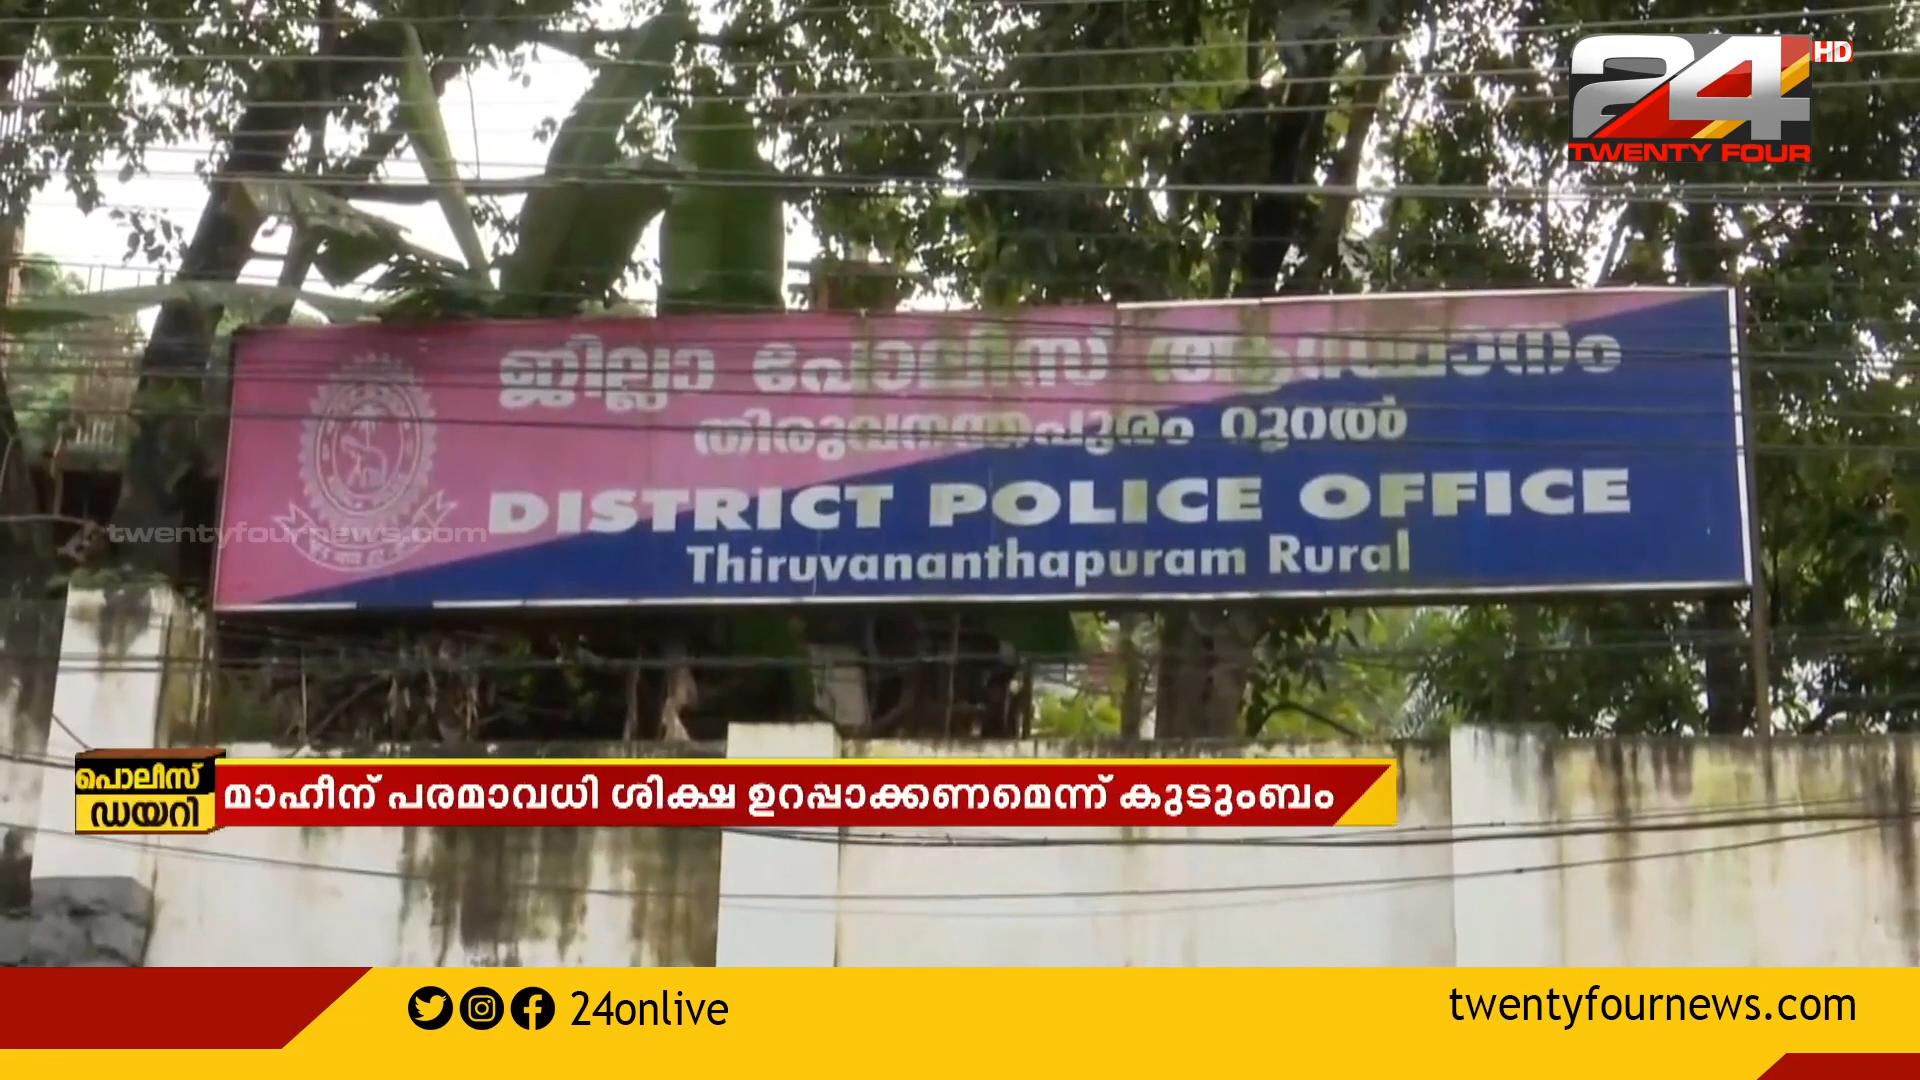 24 HD
TWENTY FOUR
ജില്ലാ പോലീസ് ആസ്ഥാനം
തിരുവനന്തപുരം റൂറൽ
DISTRICT POLICE OFFICE
Thiruvananthapuram Rural
twentyfournews.com
പൊലീസ്
ഡയറി
മാഹീന് പരമാവധി ശിക്ഷ ഉറപ്പാക്കണമെന്ന് കുടുംബം
24onlive
twentyfournews.com